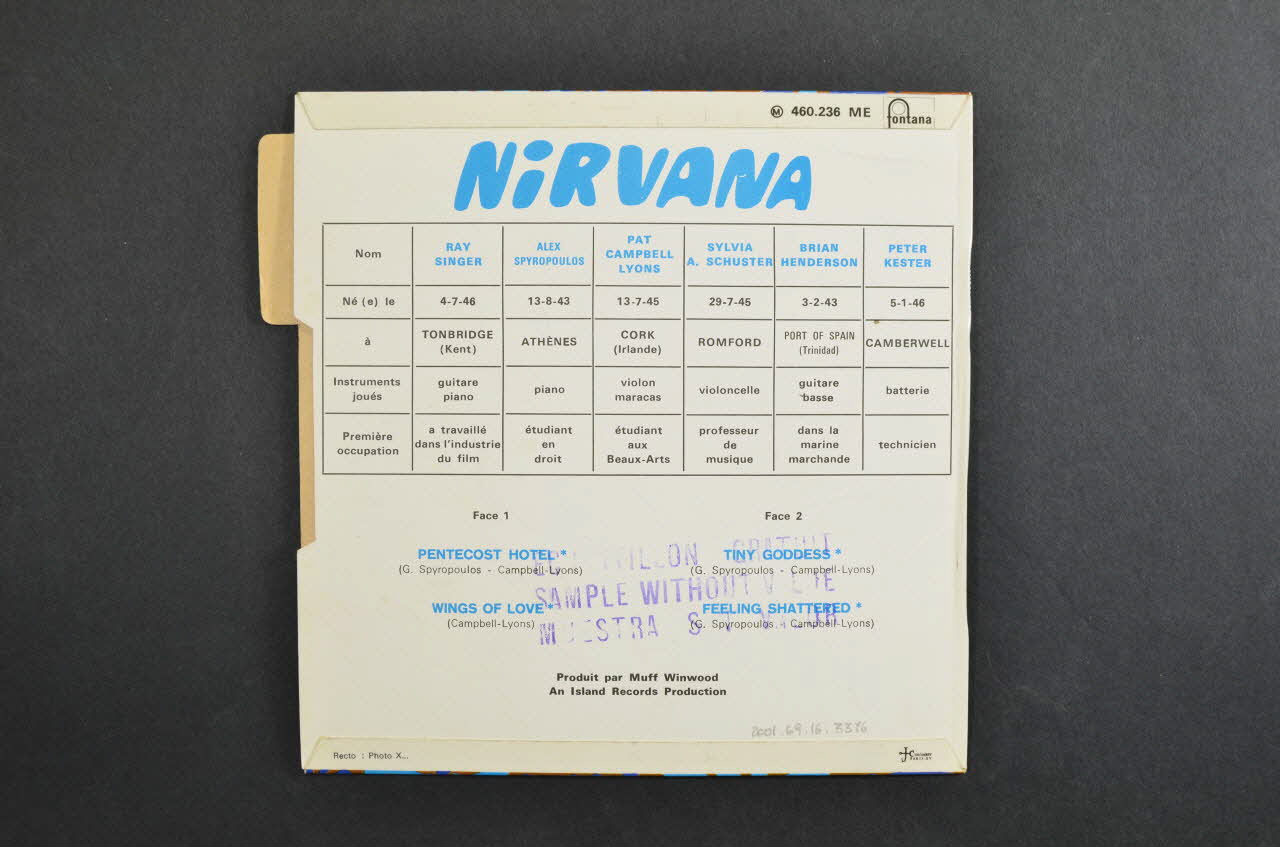 Ⓜ 460.236 ME fontana
NiRVANA
Nom RAY SINGER ALEX SPYROPOULOS PAT CAMPBELL LYONS SYLVIA A. SCHUSTER BRIAN HENDERSON PETER KESTER
Né (e) le 4-7-46 13-8-43 13-7-45 29-7-45 3-2-43 5-1-46
à TONBRIDGE (Kent) ATHÈNES CORK (Irlande) ROMFORD PORT OF SPAIN (Trinidad) CAMBERWELL
Instruments joués guitare piano piano violon maracas violoncelle guitare basse batterie
Première occupation a travaillé dans l'industrie du film étudiant en droit étudiant aux Beaux-Arts professeur de musique dans la marine marchande technicien
Face 1 Face 2
PENTECOST HOTEL* TINY GODDESS*
(G. Spyropoulos - Campbell-Lyons) (G. Spyropoulos - Campbell-Lyons)
WINGS OF LOVE* FEELING SHATTERED*
(Campbell-Lyons) (G. Spyropoulos - Campbell-Lyons)
GRATUIT
SAMPLE WITHOUT
Produit par Muff Winwood
An Island Records Production
2001.69.16.3376
Recto : Photo X...